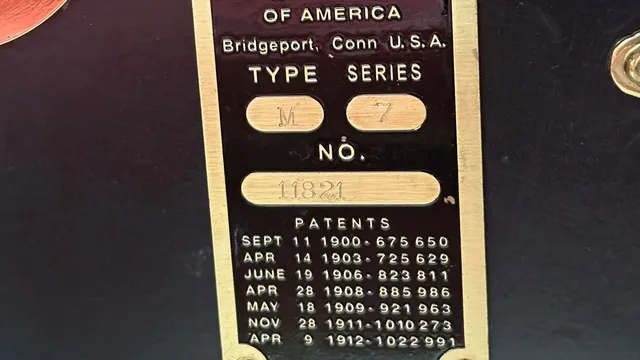 OF AMERICA
Bridgeport, Conn U.S.A.
TYPE SERIES
M 7
NO.
11821
PATENTS
SEPT 11 1900-675 650
APR 14 1903-725 629
JUNE 19 1906-823 811
APR 28 1908-885 986
MAY 18 1909-921 963
NOV 28 1911-1010 273
APR 9 1912-1022 991